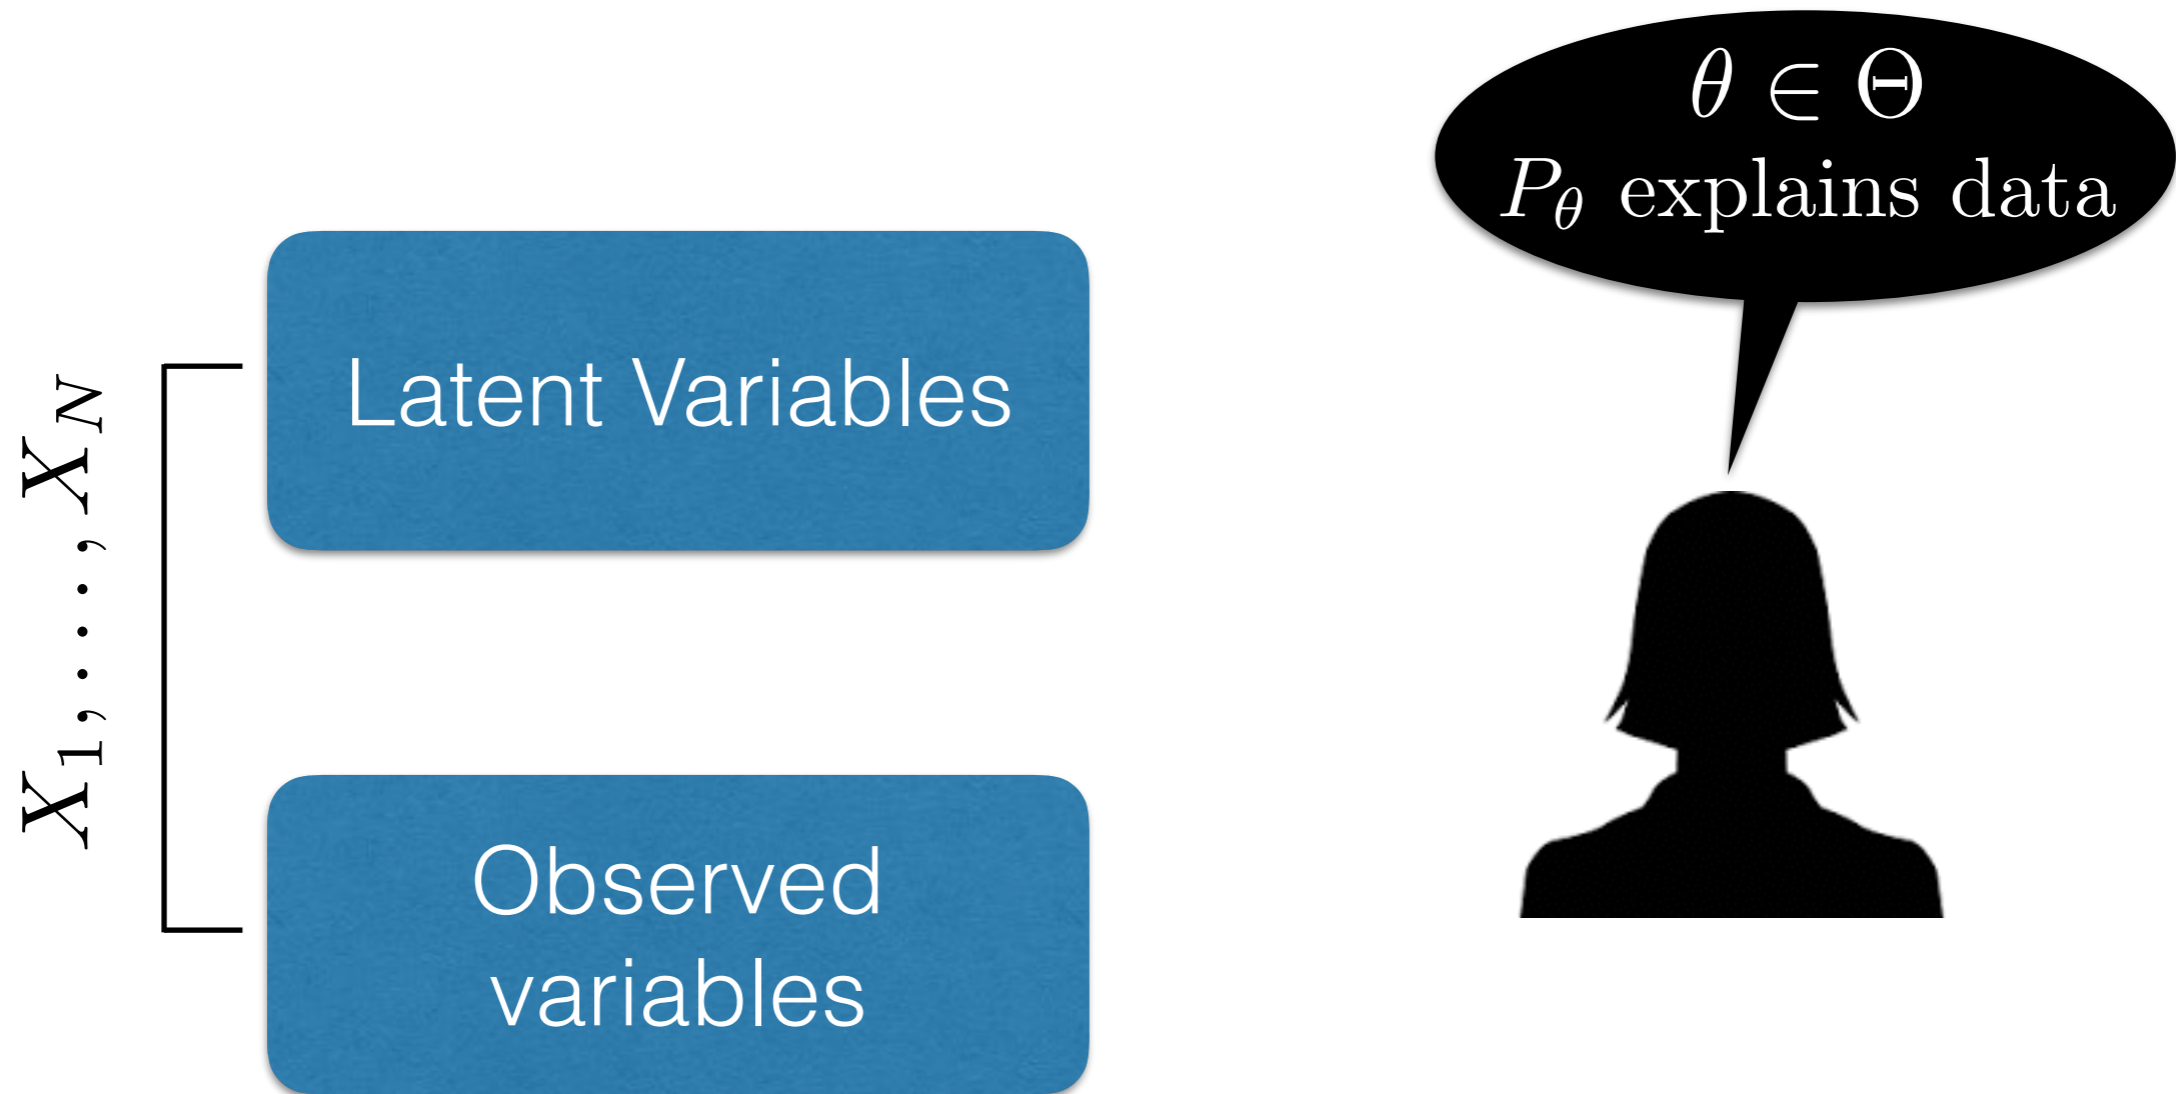 θ ∈ Θ
P_θ explains data
Latent Variables
X_1, . . . , X_N
Observed
variables